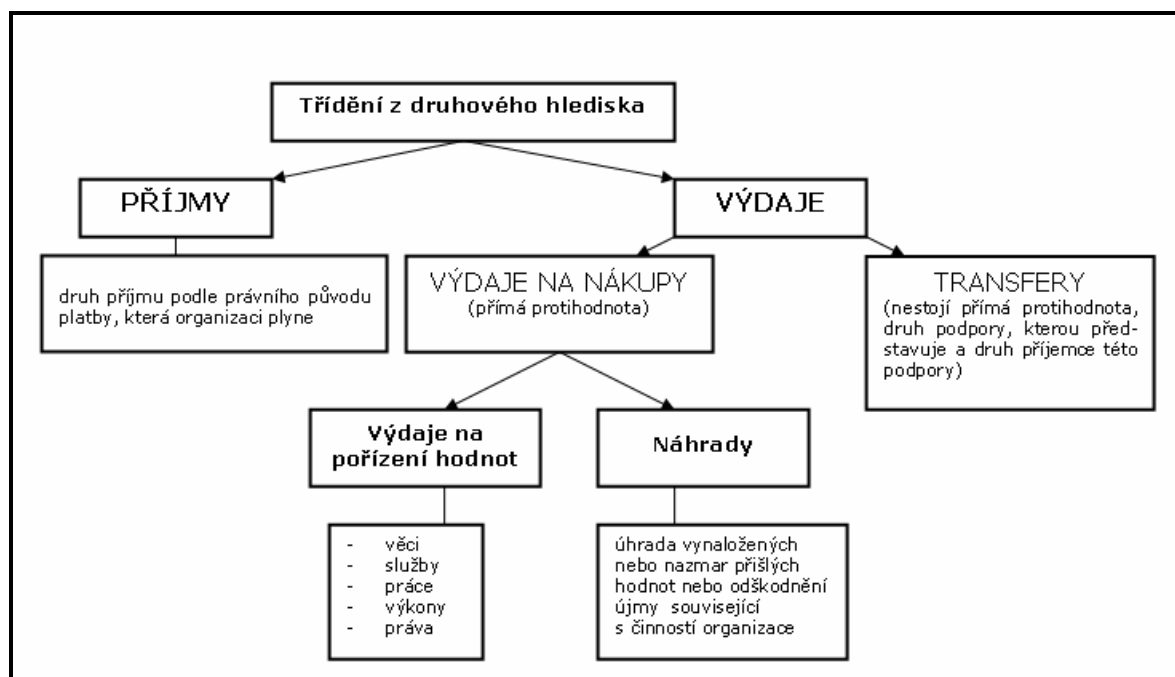 Třídění z druhového hlediska
PŘÍJMY
VÝDAJE
druh příjmu podle právního původu
platby, která organizaci plyne
VÝDAJE NA NÁKUPY
(přímá protihodnota)
TRANSFERY
(nestojí přímá protihodnota,
druh podpory, kterou před-
stavuje a druh příjemce této
podpory)
Výdaje na
pořízení hodnot
Náhrady
- věci
- služby
- práce
- výkony
- práva
úhrada vynaložených
nebo nazmar přišlých
hodnot nebo odškodnění
újmy související
s činností organizace